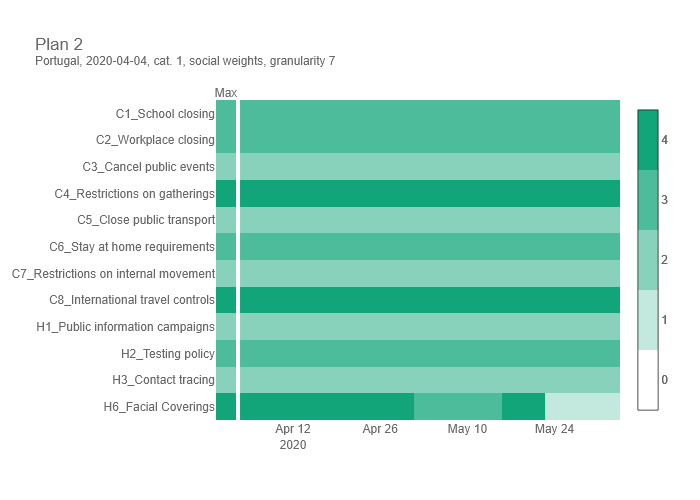 Plan 2
Portugal, 2020-04-04, cat. 1, social weights, granularity 7
Max
C1_School closing
C2_Workplace closing
C3_Cancel public events
C4_Restrictions on gatherings
C5_Close public transport
C6_Stay at home requirements
C7_Restrictions on internal movement
C8_International travel controls
H1_Public information campaigns
H2_Testing policy
H3_Contact tracing
H6_Facial Coverings
Apr 12 Apr 26 May 10 May 24
2020
4
3
2
1
0